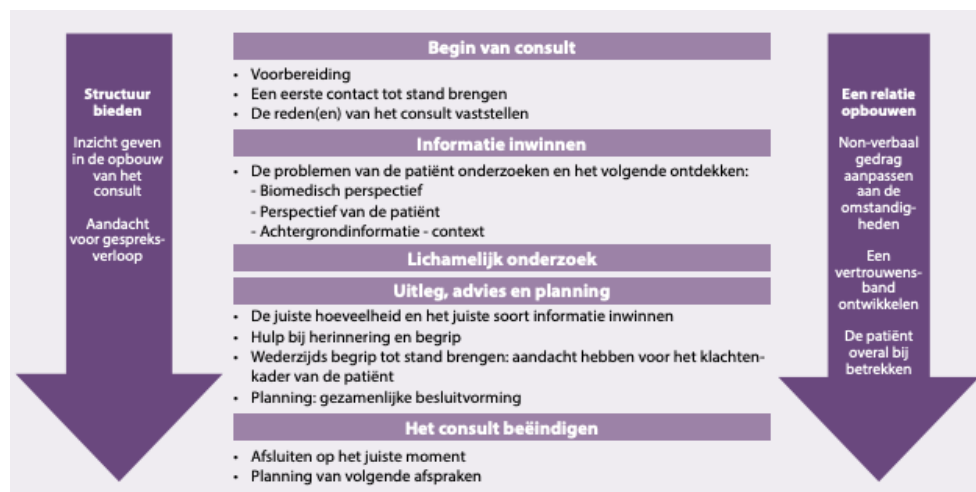 Structuur
bieden
Inzicht geven
in de opbouw
van het
consult
Aandacht
voor gespreks-
verloop
Begin van consult
• Voorbereiding
• Een eerste contact tot stand brengen
• De reden(en) van het consult vaststellen
Informatie inwinnen
• De problemen van de patiënt onderzoeken en het volgende ontdekken:
- Biomedisch perspectief
- Perspectief van de patiënt
- Achtergrondinformatie - context
Lichamelijk onderzoek
Uitleg, advies en planning
• De juiste hoeveelheid en het juiste soort informatie inwinnen
• Hulp bij herinnering en begrip
• Wederzijds begrip tot stand brengen: aandacht hebben voor het klachten-
kader van de patiënt
• Planning: gezamenlijke besluitvorming
Het consult beëindigen
• Afsluiten op het juiste moment
• Planning van volgende afspraken
Een relatie
opbouwen
Non-verbaal
gedrag
aanpassen
aan de
omstandig-
heden
Een
vertrouwens-
band
ontwikkelen
De patiënt
overal bij
betrekken